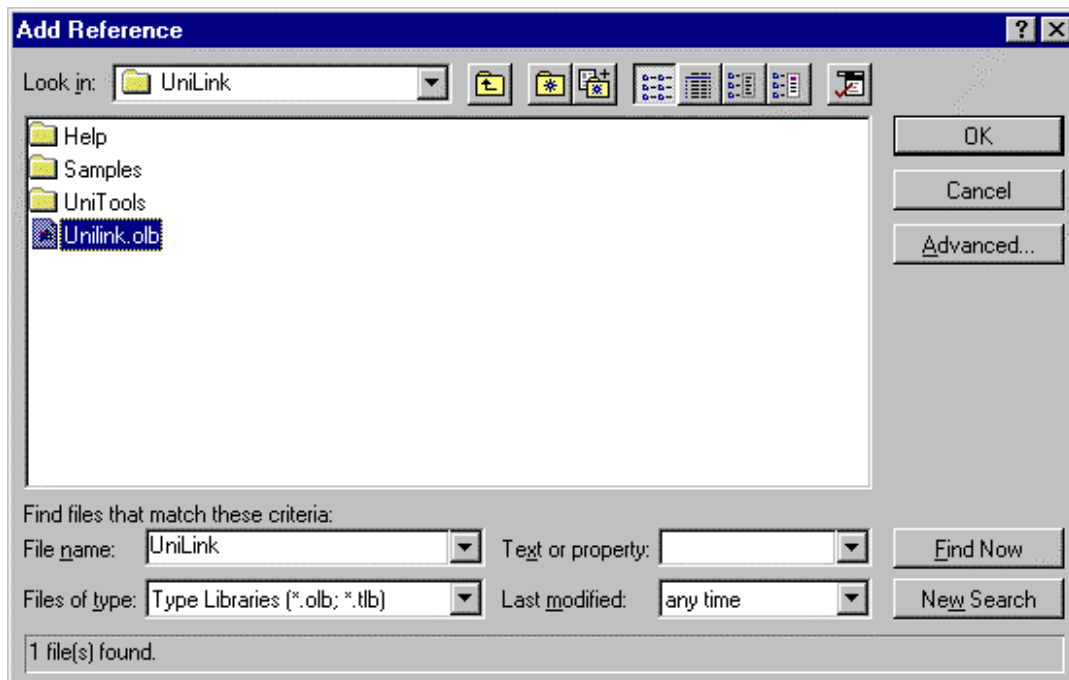 Add Reference
Look in: UniLink
Help
Samples
UniTools
Unilink.olb
OK
Cancel
Advanced...
Find files that match these criteria:
File name: UniLink Text or property: Find Now
Files of type: Type Libraries (*.olb; *.tlb) Last modified: any time New Search
1 file(s) found.